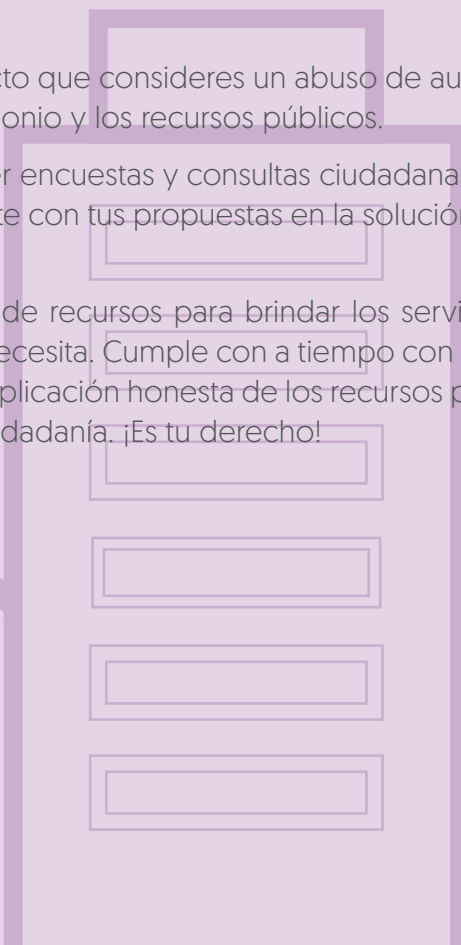 cto que consideres un abuso de au
onio y los recursos públicos.
r encuestas y consultas ciudadana
te con tus propuestas en la solució
de recursos para brindar los servi
ecesita. Cumple con a tiempo con
plicación honesta de los recursos p
dadanía. ¡Es tu derecho!